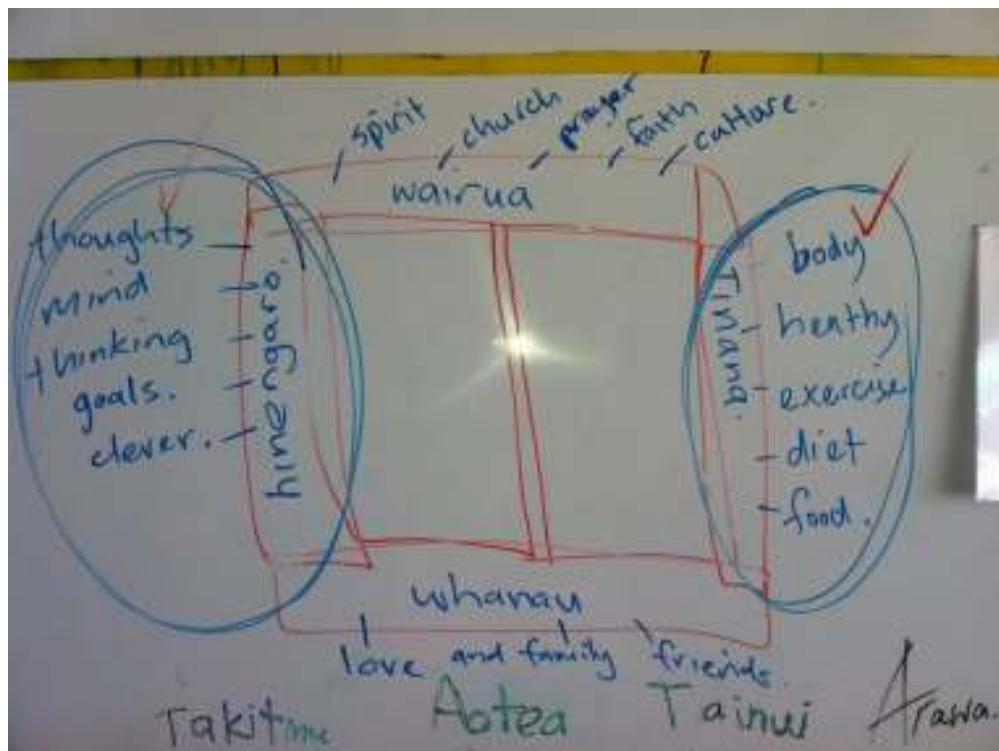 spirit church prayer faith culture.
wairua
thoughts
mind
thinking
goals.
clever.
hinengaro.
Tinana.
body
healthy
exercise
diet
food.
whanau
love and family friends
Takitimu Aotea Tainui Arawa.